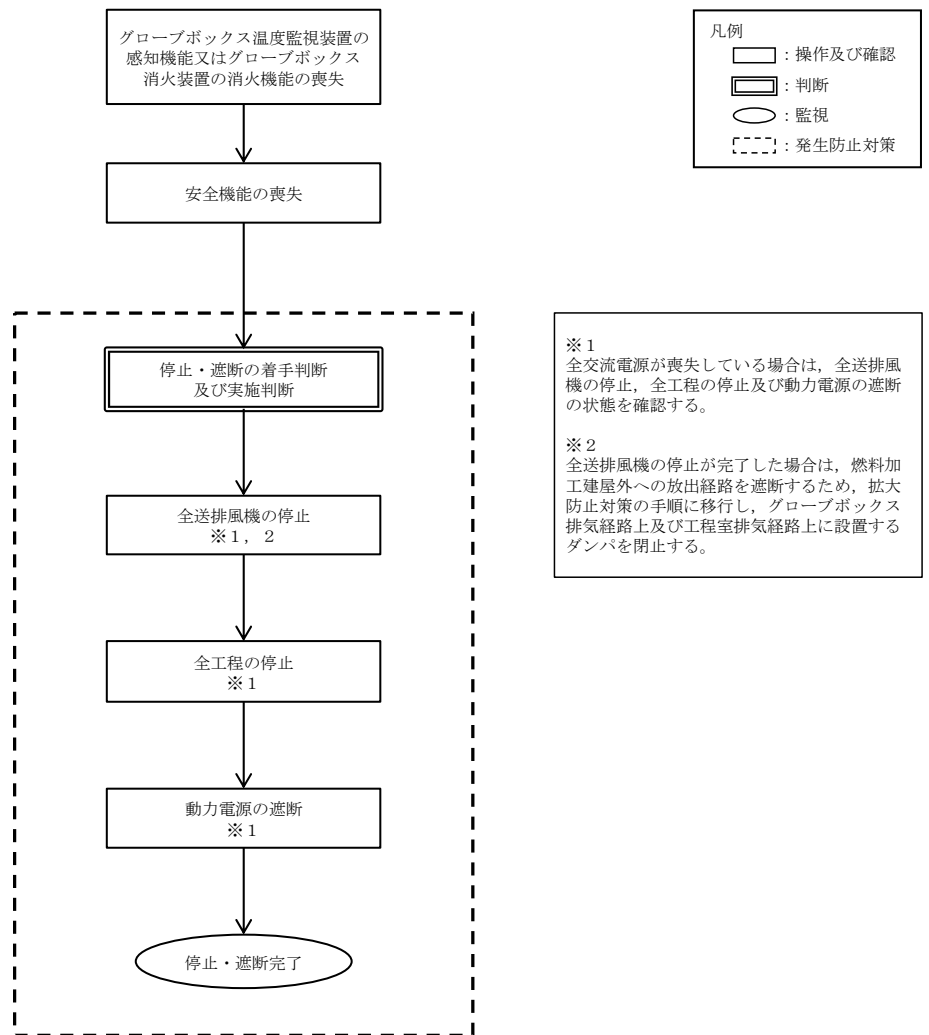 グローブボックス温度監視装置の
感知機能又はグローブボックス
消火装置の消火機能の喪失
安全機能の喪失
停止・遮断の着手判断
及び実施判断
全送排風機の停止
※１，２
全工程の停止
※１
動力電源の遮断
※１
停止・遮断完了
凡例
：操作及び確認
：判断
：監視
：発生防止対策
※１
全交流電源が喪失している場合は，全送排風
機の停止，全工程の停止及び動力電源の遮断
の状態を確認する。
※２
全送排風機の停止が完了した場合は，燃料加
工建屋外への放出経路を遮断するため，拡大
防止対策の手順に移行し，グローブボックス
排気経路上及び工程室排気経路上に設置する
ダンパを閉止する。